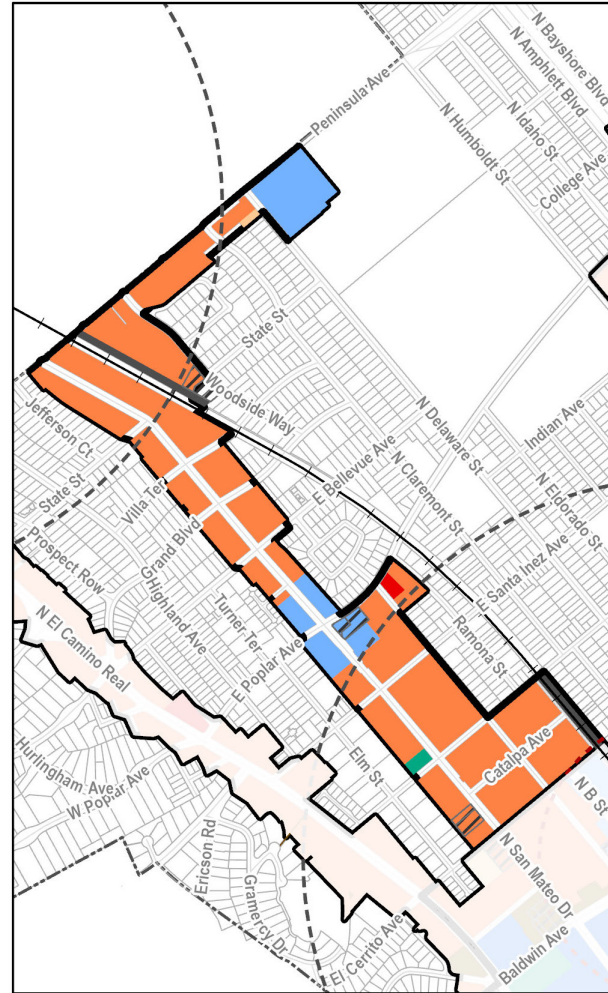 N Bayshore Blvd
N Amphlett Blvd
N Idaho St
College Ave
N Humboldt St
Peninsula Ave
State St
Woodside Way
N Delaware St
Indian Ave
Jefferson Ct
E Bellevue Ave
N Claremont St
N Eldorado St
State St
Villa Ter
Grand Blvd
E Santa Inez Ave
Prospect Row
Highland Ave
Turner Ter
Ramona St
N El Camino Real
E Poplar Ave
Elm St
Catalpa Ave
Hurlingham Ave
W Poplar Ave
N B St
Ericson Rd
N San Mateo Dr
Gramercy Dr
El Cerrito Ave
Baldwin Ave